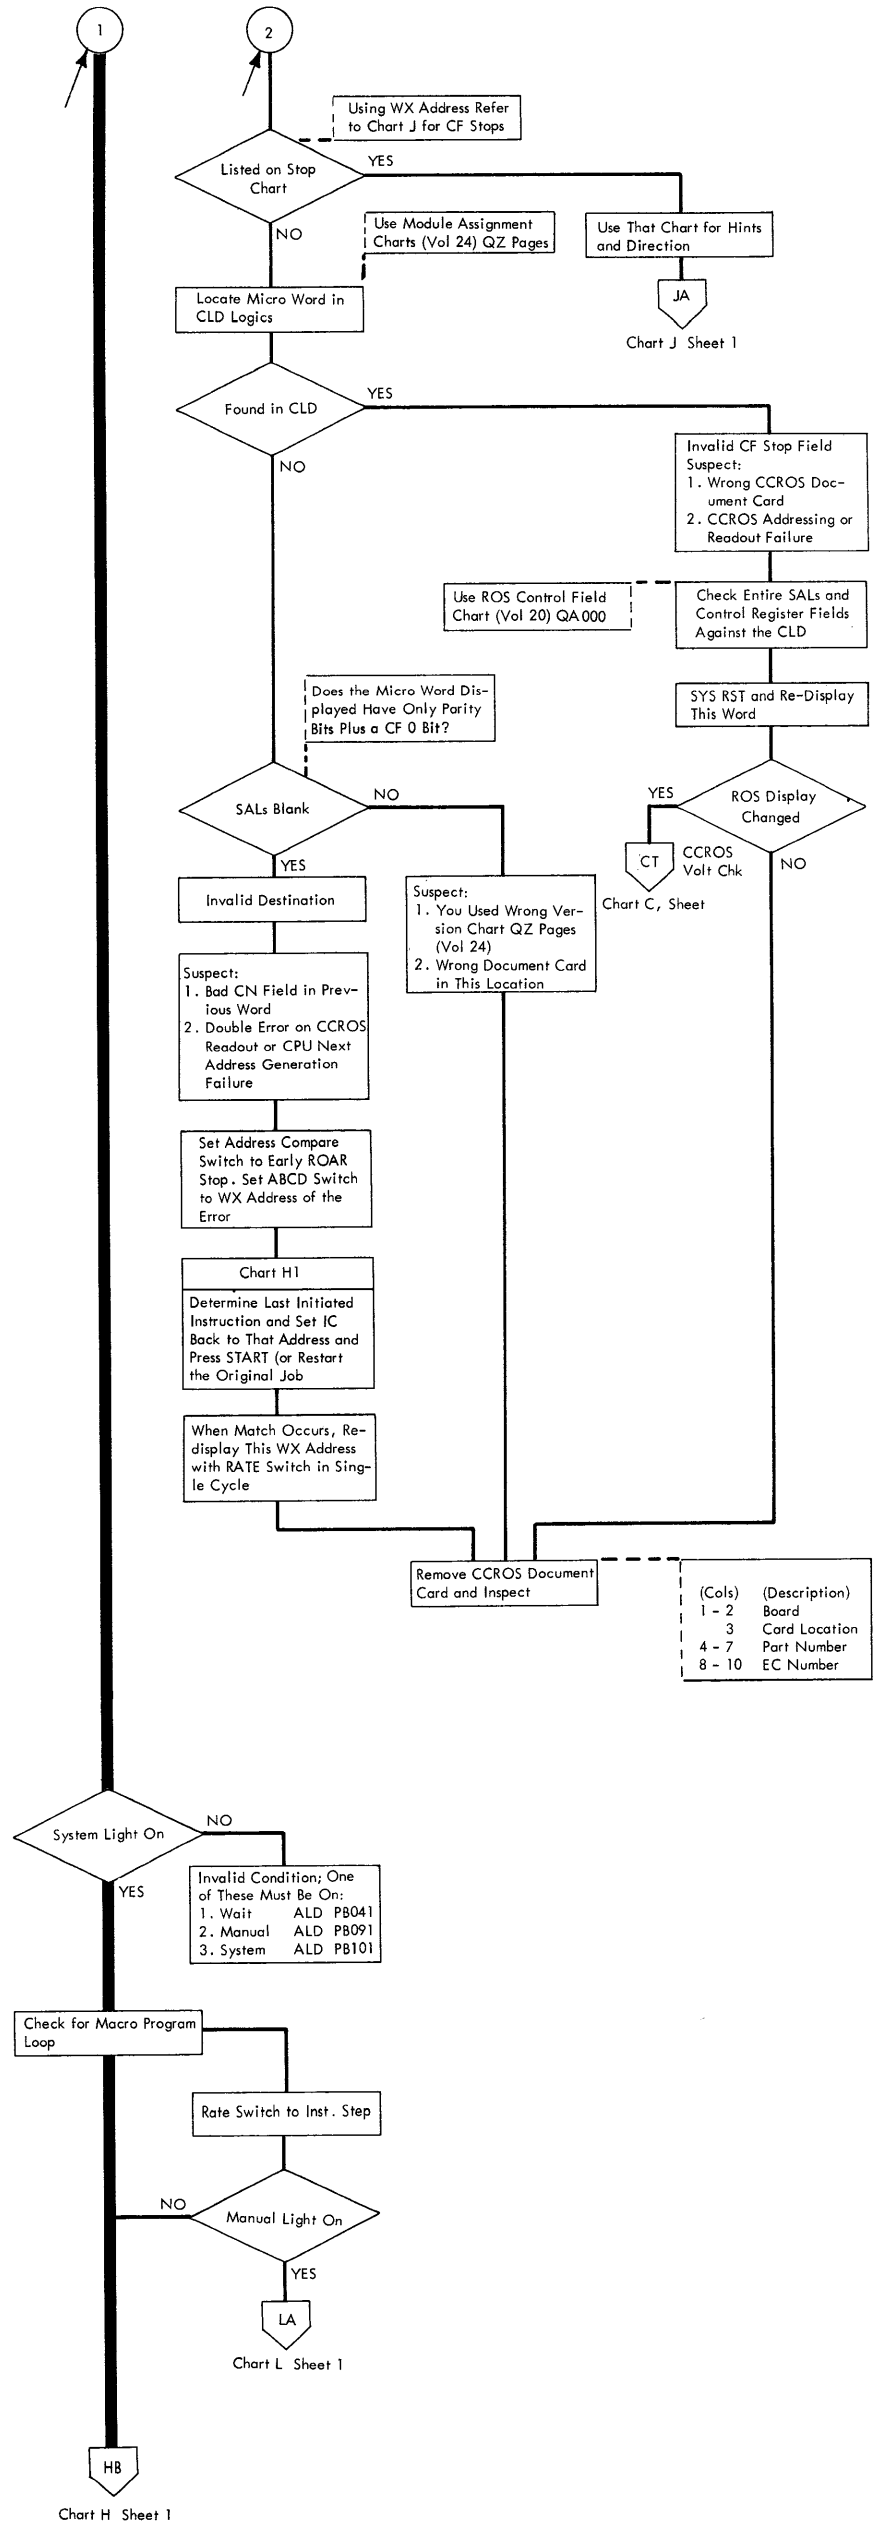 1
2
Using WX Address Refer
to Chart J for CF Stops
Listed on Stop
Chart
YES
NO
Use Module Assignment
Charts (Vol 24) QZ Pages
Use That Chart for Hints
and Direction
JA
Chart J Sheet 1
Locate Micro Word in
CLD Logics
Found in CLD
YES
NO
Invalid CF Stop Field
Suspect:
1. Wrong CCROS Doc-
ument Card
2. CCROS Addressing or
Readout Failure
Use ROS Control Field
Chart (Vol 20) QA000
Check Entire SALs and
Control Register Fields
Against the CLD
SYS RST and Re-Display
This Word
Does the Micro Word Dis-
played Have Only Parity
Bits Plus a CF 0 Bit?
SALs Blank
NO
YES
ROS Display
Changed
YES
NO
CT
CCROS
Volt Chk
Chart C, Sheet
Invalid Destination
Suspect:
1. You Used Wrong Ver-
sion Chart QZ Pages
(Vol 24)
2. Wrong Document Card
in This Location
Suspect:
1. Bad CN Field in Prev-
ious Word
2. Double Error on CCROS
Readout or CPU Next
Address Generation
Failure
Set Address Compare
Switch to Early ROAR
Stop. Set ABCD Switch
to WX Address of the
Error
Chart H1
Determine Last Initiated
Instruction and Set IC
Back to That Address and
Press START (or Restart
the Original Job
When Match Occurs, Re-
display This WX Address
with RATE Switch in Sing-
le Cycle
Remove CCROS Document
Card and Inspect
(Cols) (Description)
1 - 2 Board
3 Card Location
4 - 7 Part Number
8 - 10 EC Number
System Light On
NO
YES
Invalid Condition; One
of These Must Be On:
1. Wait ALD PB041
2. Manual ALD PB091
3. System ALD PB101
Check for Macro Program
Loop
Rate Switch to Inst. Step
Manual Light On
NO
YES
LA
Chart L Sheet 1
HB
Chart H Sheet 1